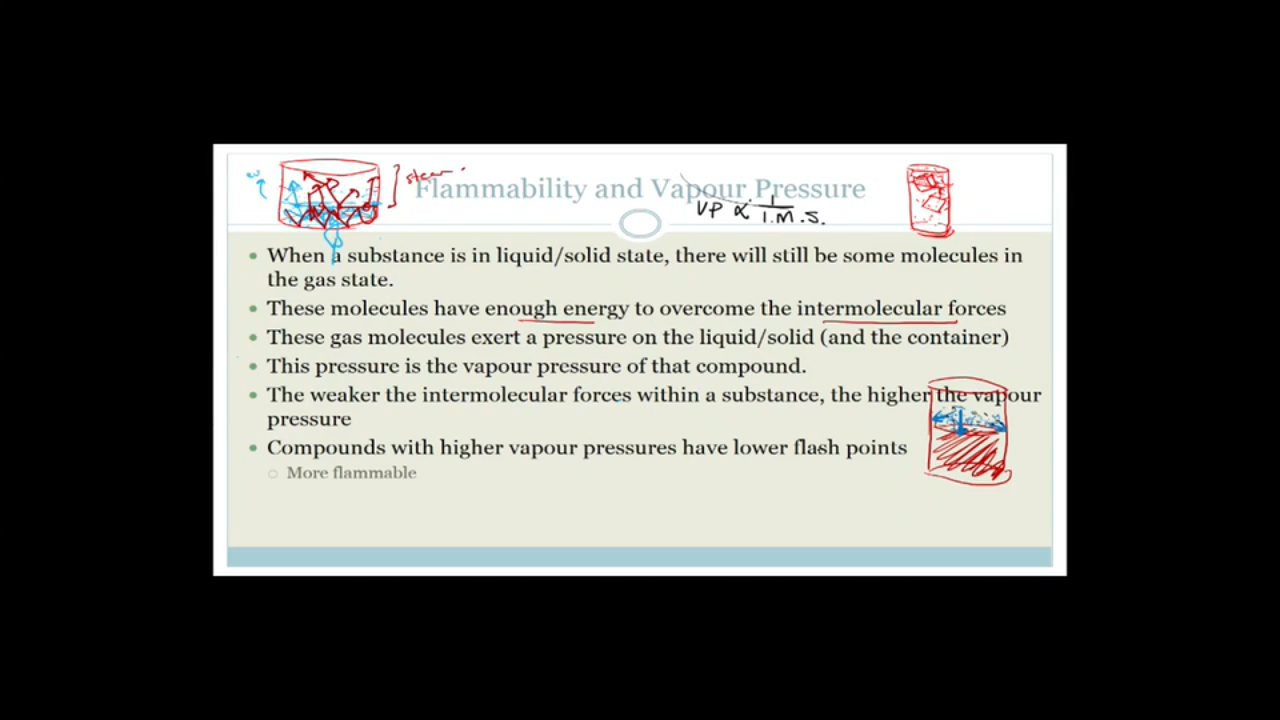 Flammability and Vapour Pressure
VP ∝ 1/I.M.S.
• When a substance is in liquid/solid state, there will still be some molecules in
the gas state.
• These molecules have enough energy to overcome the intermolecular forces
• These gas molecules exert a pressure on the liquid/solid (and the container)
• This pressure is the vapour pressure of that compound.
• The weaker the intermolecular forces within a substance, the higher the vapour
pressure
• Compounds with higher vapour pressures have lower flash points
○ More flammable